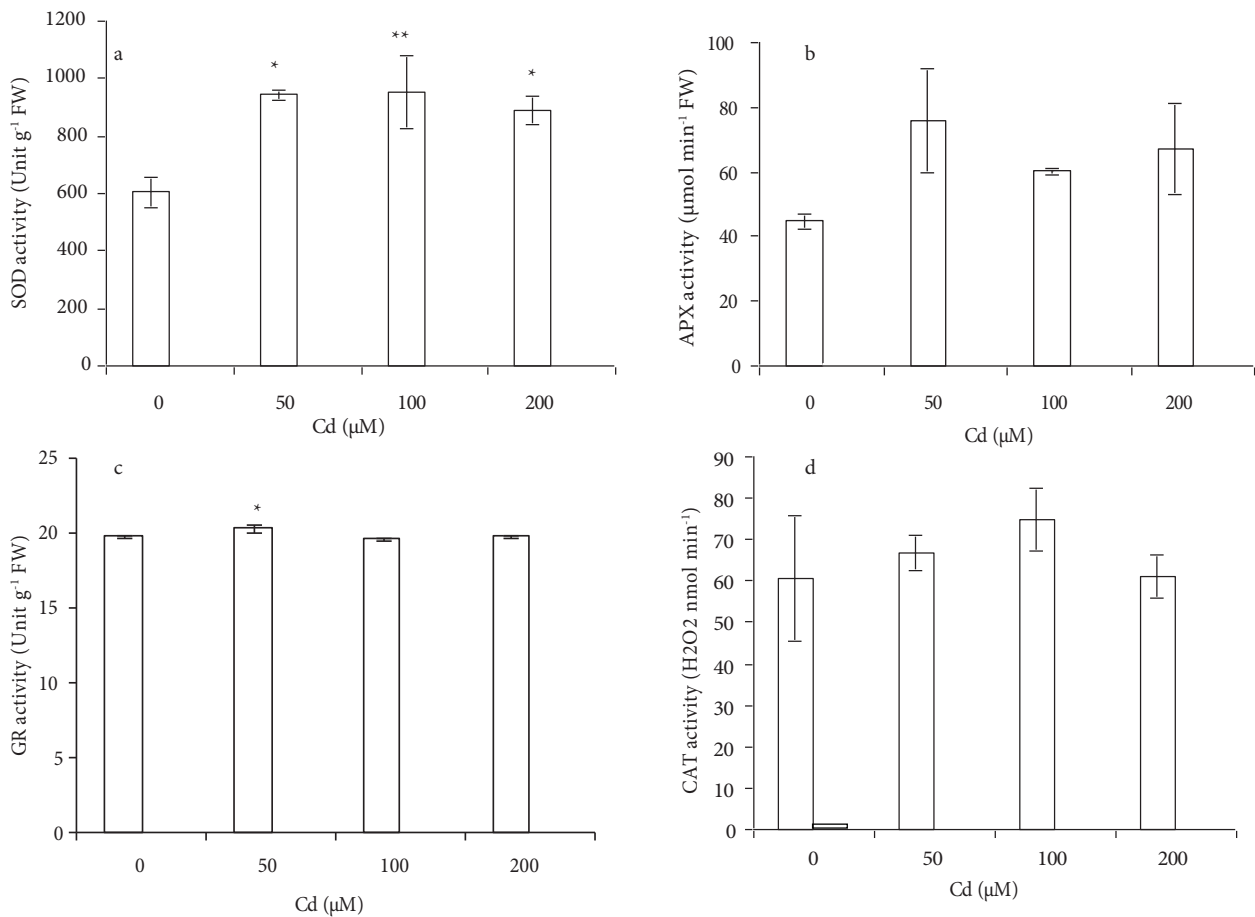 a
SOD activity (Unit g⁻¹ FW)
1200
1000
800
600
400
200
0
*
**
*
0 50 100 200
Cd (µM)
b
APX activity (µmol min⁻¹ FW)
100
80
60
40
20
0
0 50 100 200
Cd (µM)
c
GR activity (Unit g⁻¹ FW)
25
20
15
10
5
0
*
0 50 100 200
Cd (µM)
d
CAT activity (H2O2 nmol min⁻¹)
90
80
70
60
50
40
30
20
10
0
0 50 100 200
Cd (µM)